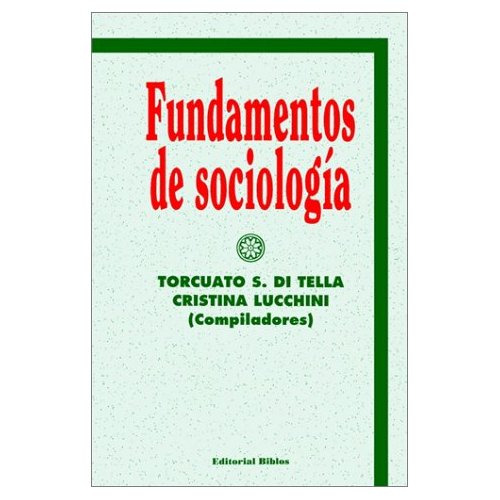 Fundamentos
de sociología
TORCUATO S. DI TELLA
CRISTINA LUCCHINI
(Compiladores)
Editorial Biblos